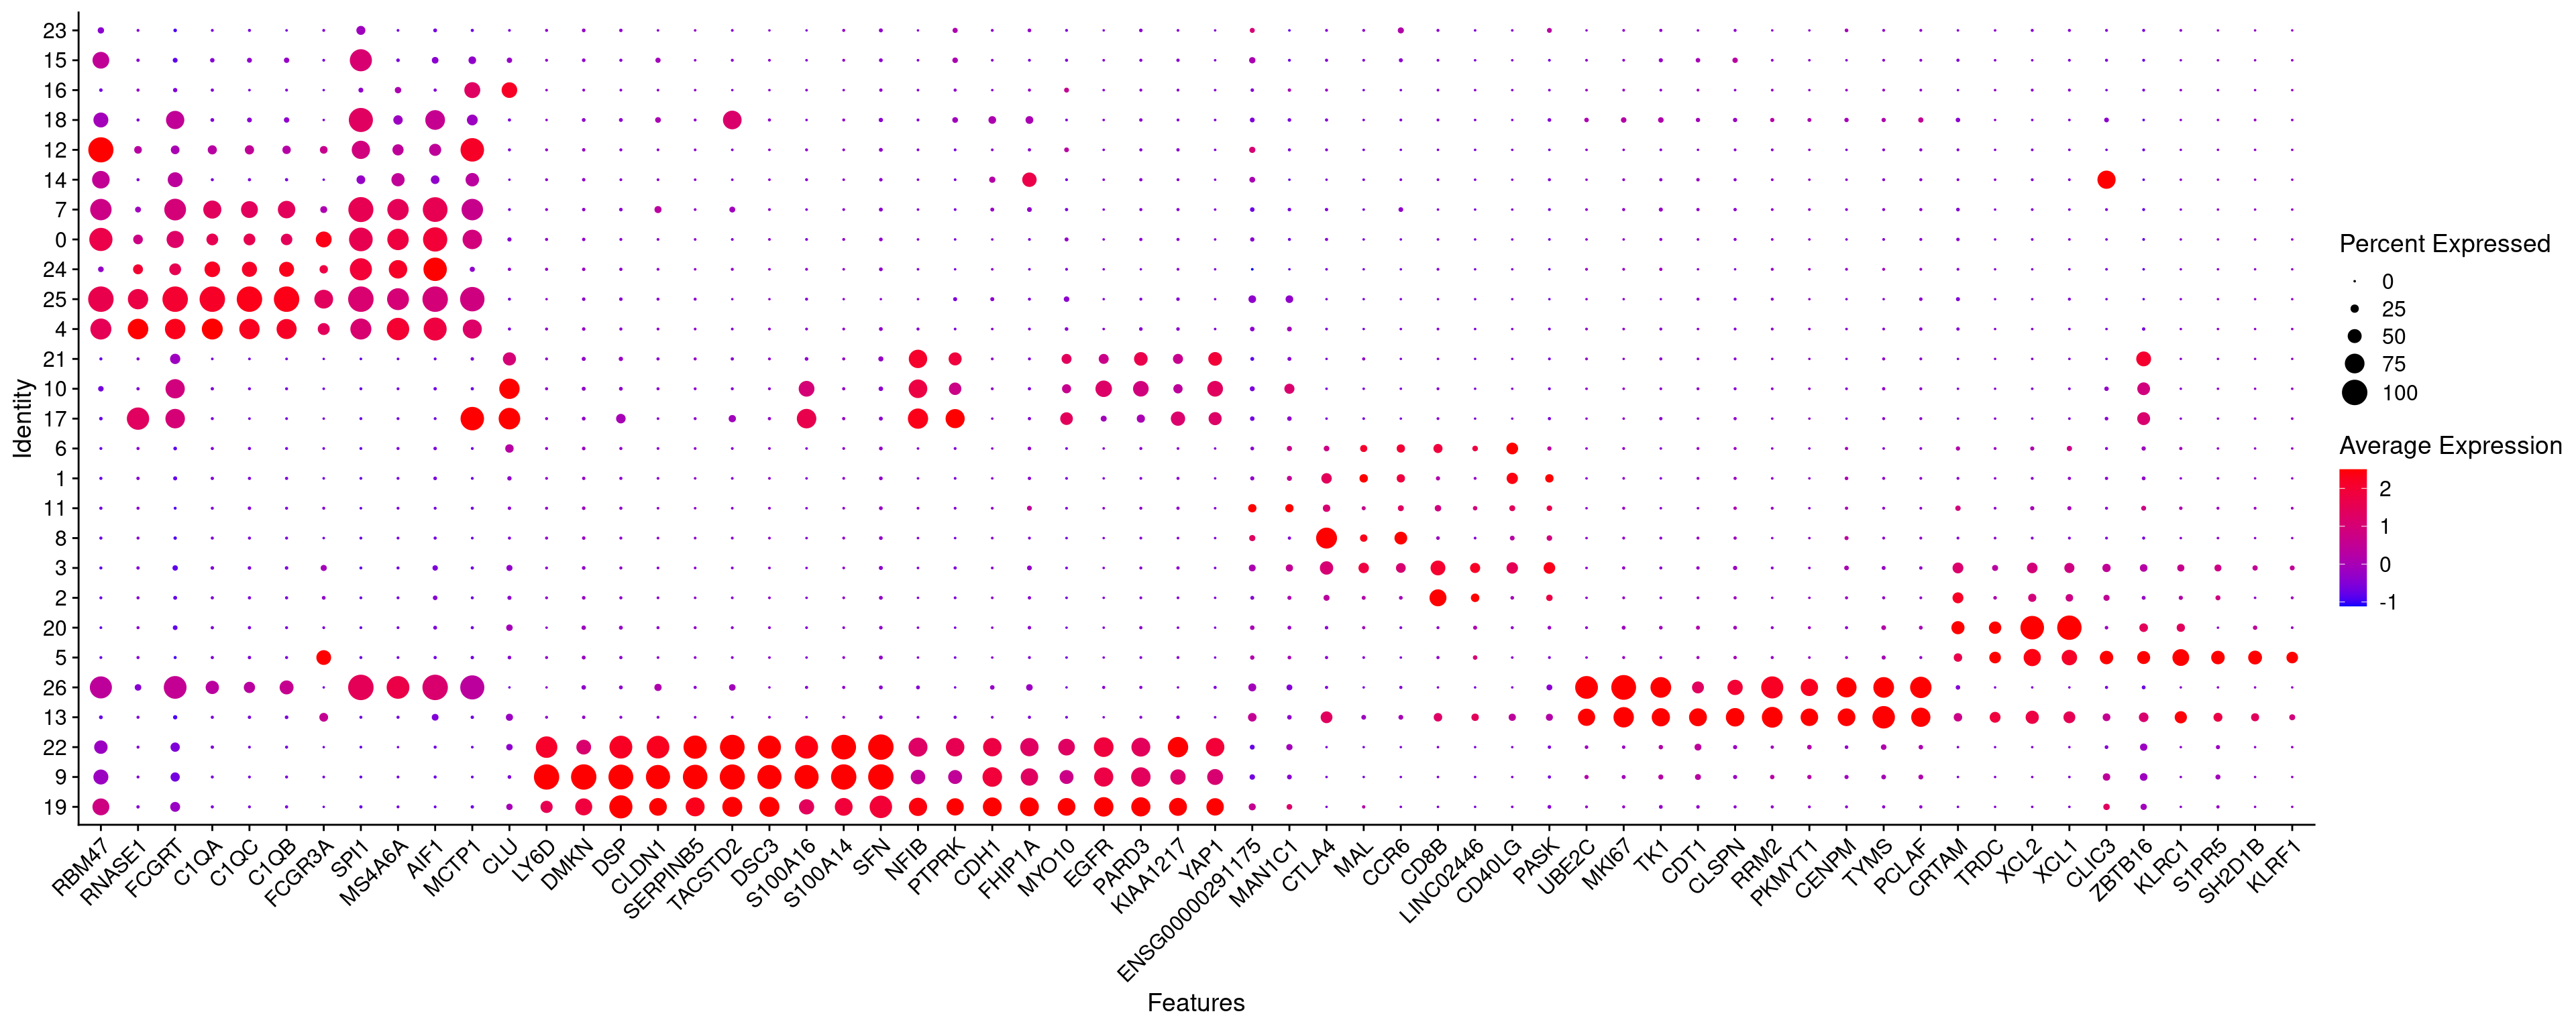 Identity
23
15
16
18
12
14
7
0
24
25
4
21
10
17
6
1
11
8
3
2
20
5
26
13
22
9
19
RBM47
RNASE1
FCGRT
C1QA
C1QC
C1QB
FCGR3A
SPI1
MS4A6A
AIF1
MCTP1
CLU
LY6D
DMKN
DSP
CLDN1
SERPINB5
TACSTD2
DSC3
S100A16
S100A14
SFN
NFIB
PTPRK
CDH1
FHIP1A
MYO10
EGFR
PARD3
KIAA1217
YAP1
ENSG00000291175
MAN1C1
CTLA4
MAL
CCR6
CD8B
LINC02446
CD40LG
PASK
UBE2C
MKI67
TK1
CDT1
CLSPN
RRM2
PKMYT1
CENPM
TYMS
PCLAF
CRTAM
TRDC
XCL2
XCL1
CLIC3
ZBTB16
KLRC1
S1PR5
SH2D1B
KLRF1
Features
Percent Expressed
0
25
50
75
100
Average Expression
2
1
0
-1